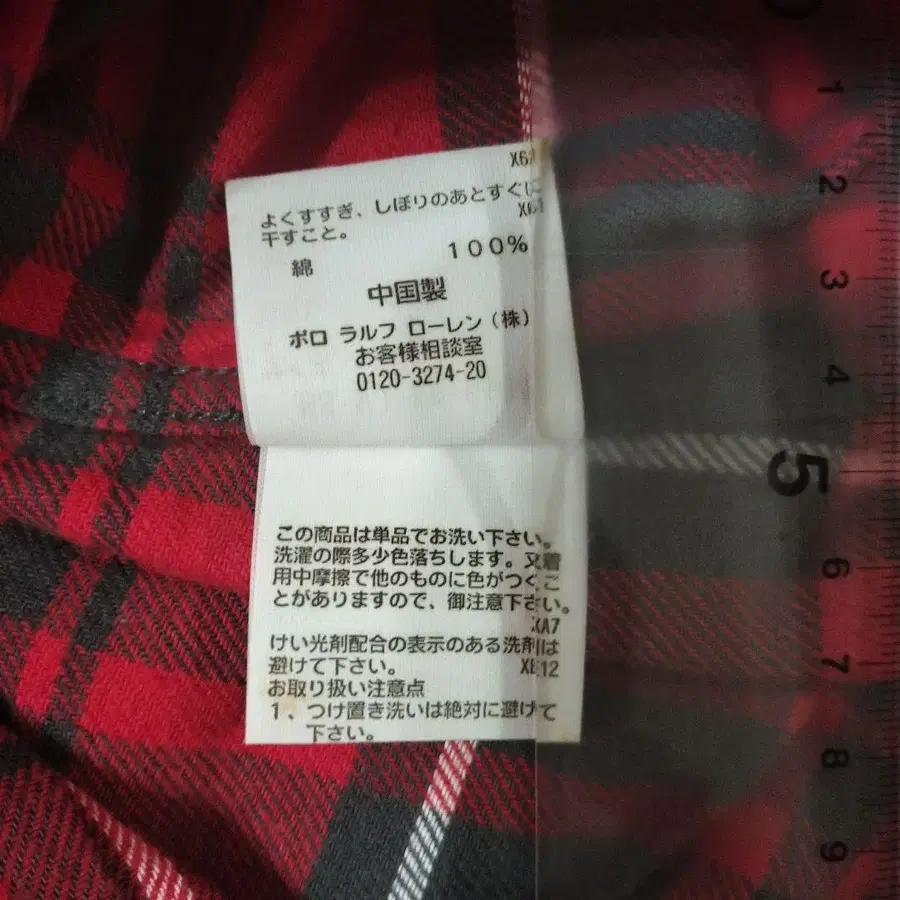 X6
よくすすぎ、しぼりのあとすぐに
X6
干すこと。
綿 100%
中国製
ポロ ラルフ ローレン(株)
お客様相談室
0120-3274-20
この商品は単品でお洗い下さい。
洗濯の際多少色落ちします。又着
用中摩擦で他のものに色がつくこ
とがありますので、御注意下さい。
XA7
けい光剤配合の表示のある洗剤は
避けて下さい。
お取り扱い注意点
1、つけ置き洗いは絶対に避けて
下さい。
1
2
3
4
5
6
7
8
9